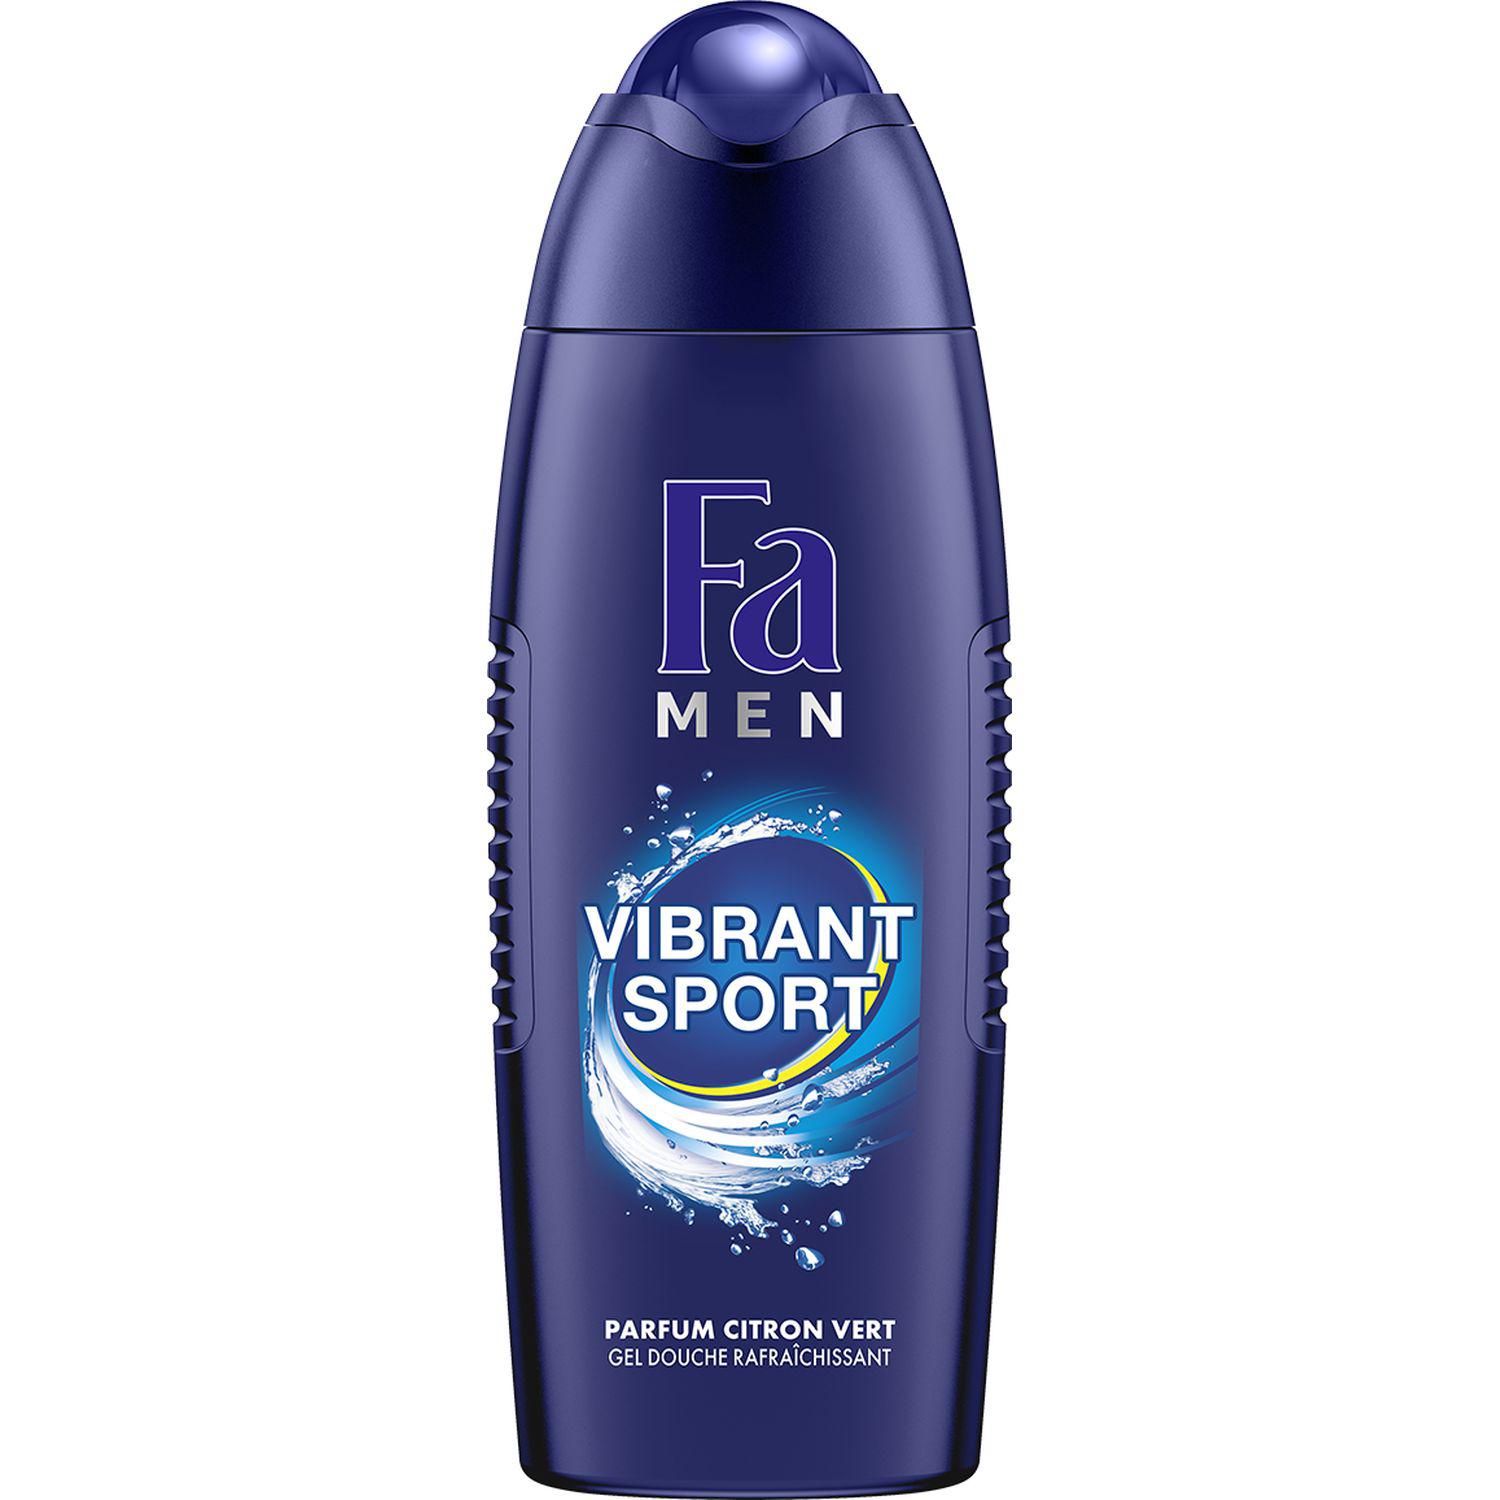 Fa
MEN
VIBRANT
SPORT
PARFUM CITRON VERT
GEL DOUCHE RAFRAÎCHISSANT